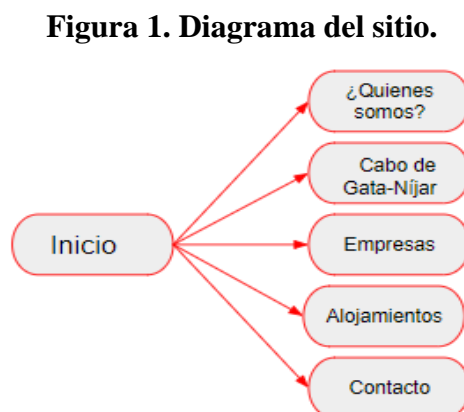 Figura 1. Diagrama del sitio.
¿Quienes
somos?
Cabo de
Gata-Níjar
Inicio
Empresas
Alojamientos
Contacto